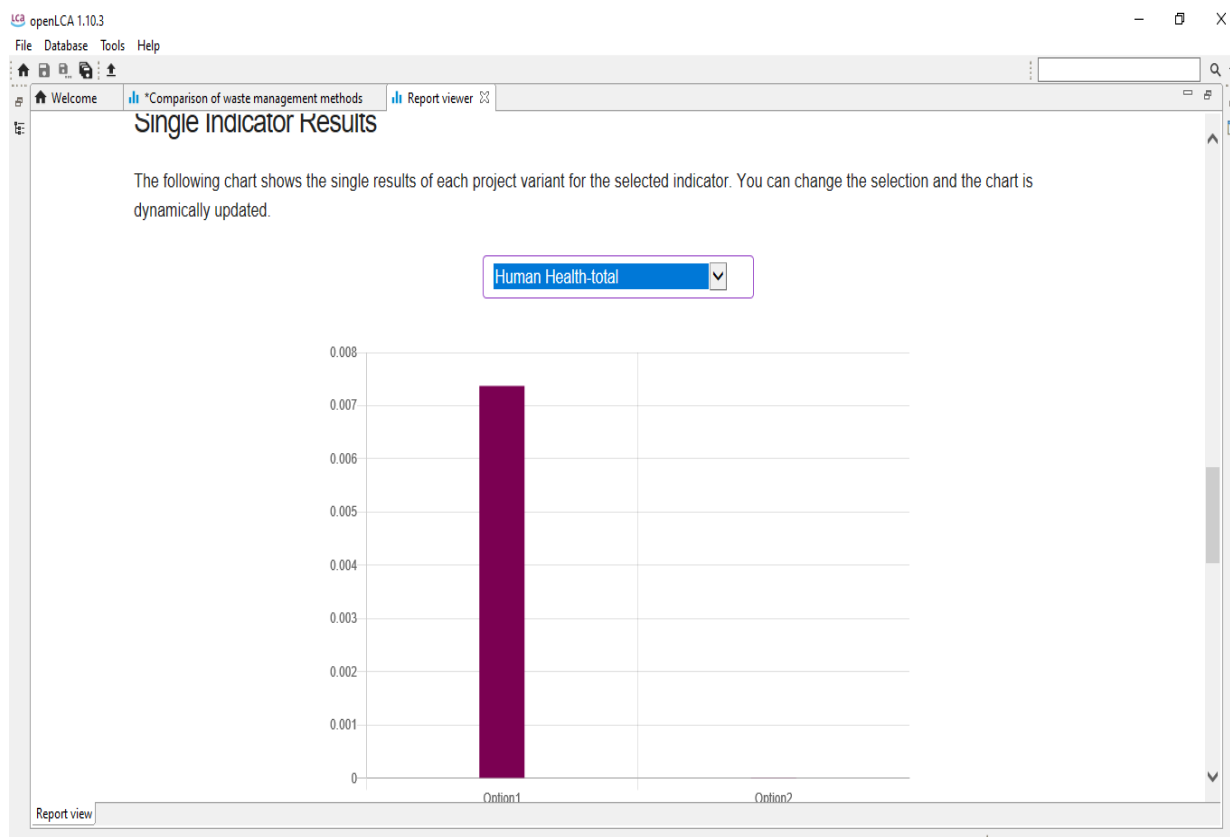 LCA openLCA 1.10.3
File Database Tools Help
Welcome *Comparison of waste management methods Report viewer
Single Indicator Results
The following chart shows the single results of each project variant for the selected indicator. You can change the selection and the chart is
dynamically updated.
Human Health-total
0.008
0.007
0.006
0.005
0.004
0.003
0.002
0.001
0
Option1 Option2
Report view